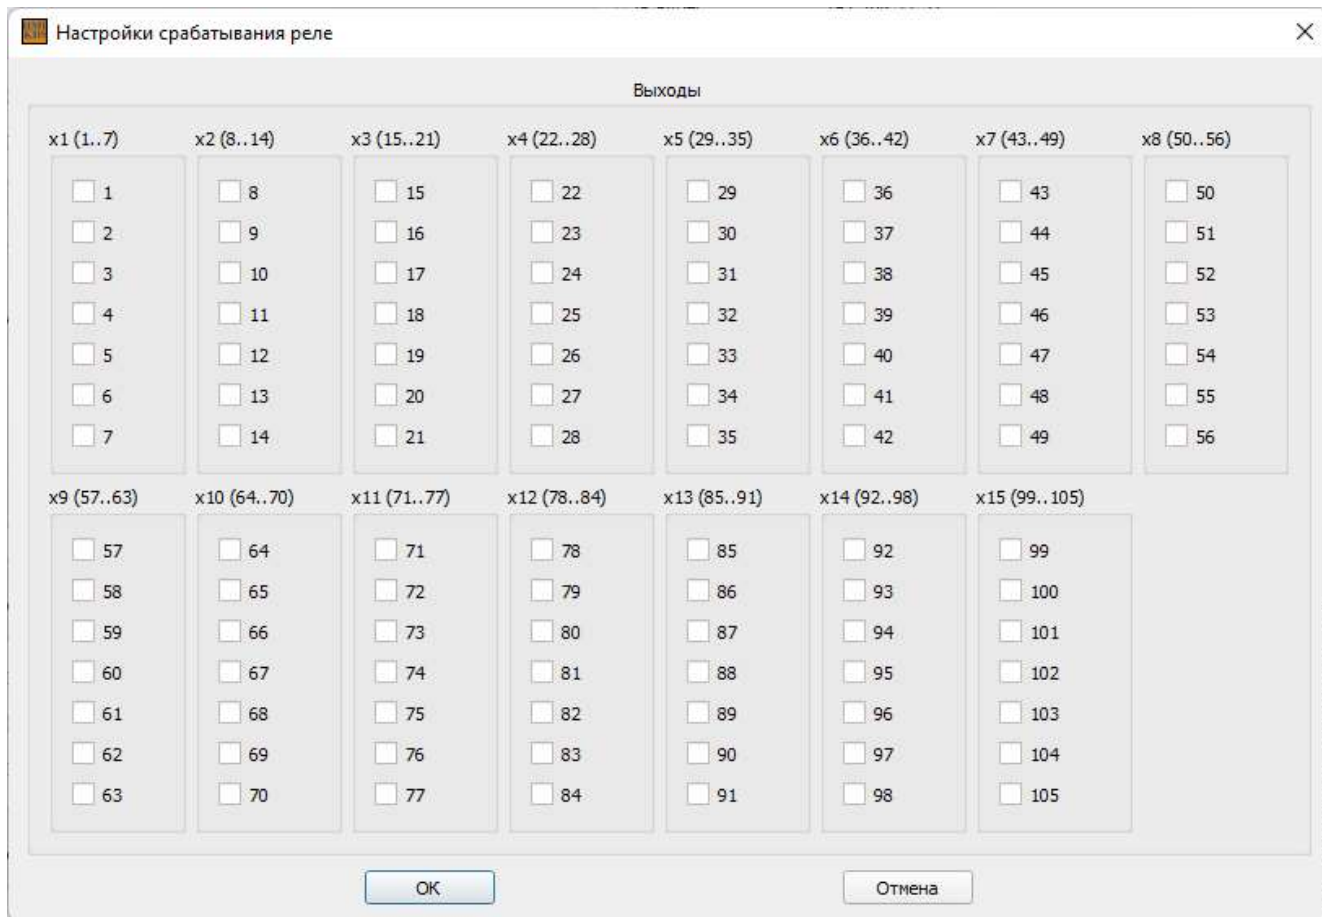 Настройки срабатывания реле
Выходы
x1 (1..7) x2 (8..14) x3 (15..21) x4 (22..28) x5 (29..35) x6 (36..42) x7 (43..49) x8 (50..56)
1 8 15 22 29 36 43 50
2 9 16 23 30 37 44 51
3 10 17 24 31 38 45 52
4 11 18 25 32 39 46 53
5 12 19 26 33 40 47 54
6 13 20 27 34 41 48 55
7 14 21 28 35 42 49 56
x9 (57..63) x10 (64..70) x11 (71..77) x12 (78..84) x13 (85..91) x14 (92..98) x15 (99..105)
57 64 71 78 85 92 99
58 65 72 79 86 93 100
59 66 73 80 87 94 101
60 67 74 81 88 95 102
61 68 75 82 89 96 103
62 69 76 83 90 97 104
63 70 77 84 91 98 105
OK Отмена